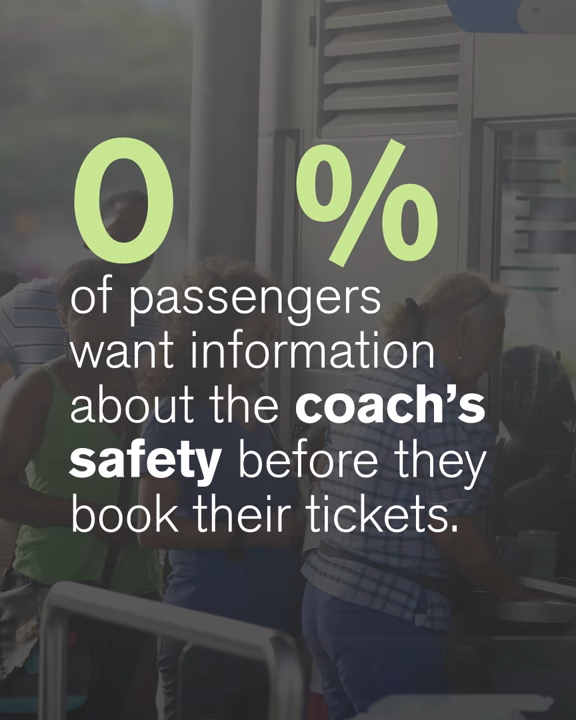 0 %
of passengers
want information
about the coach's
safety before they
book their tickets.